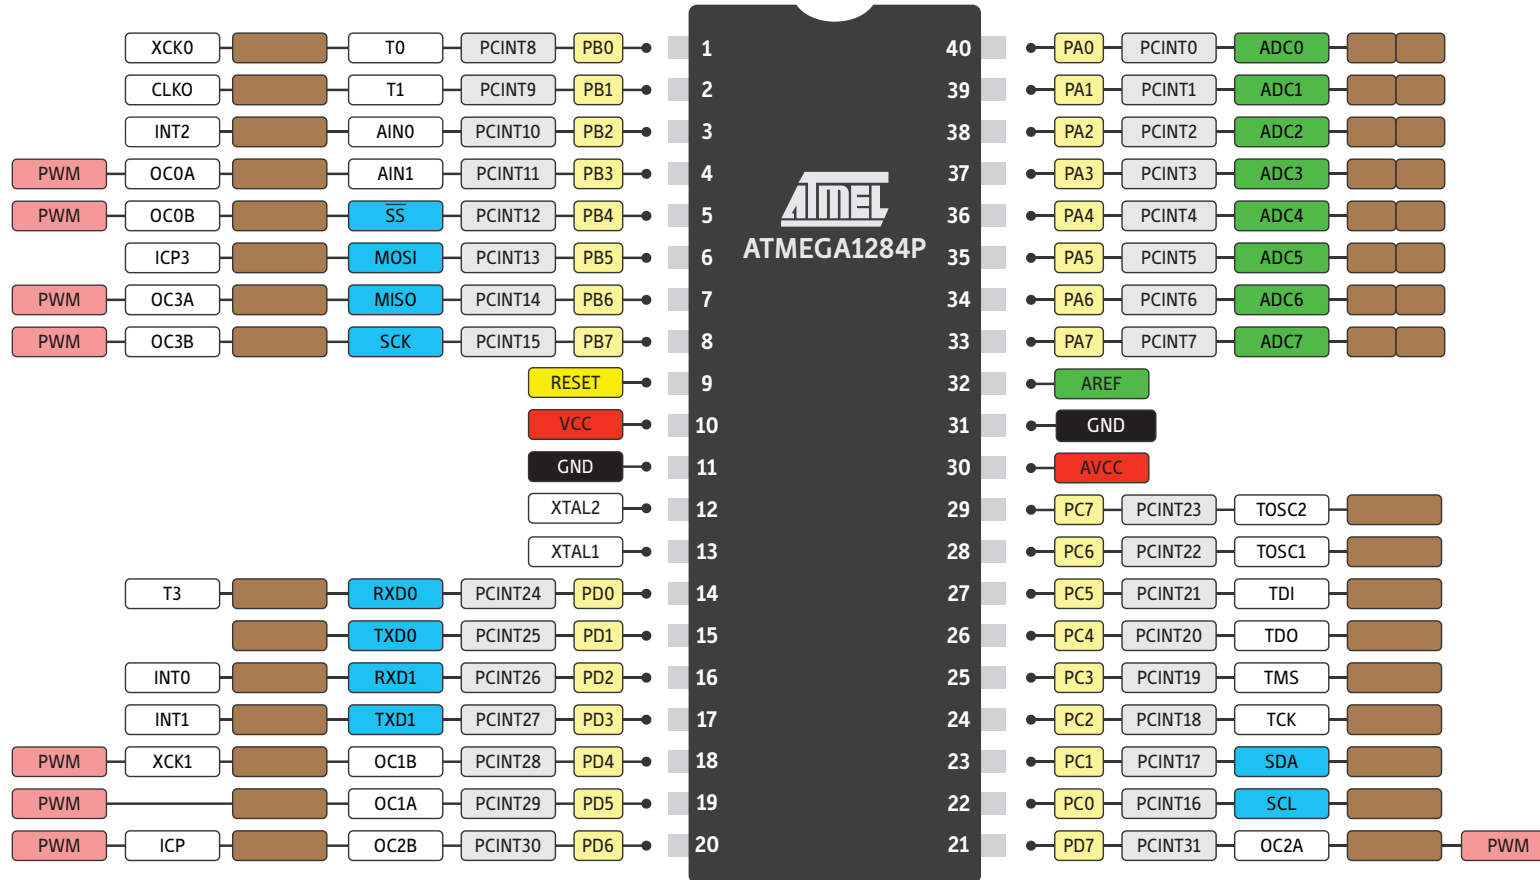 XCK0 T0 PCINT8 PB0 1 40 PA0 PCINT0 ADC0
CLKO T1 PCINT9 PB1 2 39 PA1 PCINT1 ADC1
INT2 AIN0 PCINT10 PB2 3 38 PA2 PCINT2 ADC2
PWM OC0A AIN1 PCINT11 PB3 4 37 PA3 PCINT3 ADC3
ATMEL
PWM OC0B SS PCINT12 PB4 5 36 PA4 PCINT4 ADC4
ATMEGA1284P
ICP3 MOSI PCINT13 PB5 6 35 PA5 PCINT5 ADC5
PWM OC3A MISO PCINT14 PB6 7 34 PA6 PCINT6 ADC6
PWM OC3B SCK PCINT15 PB7 8 33 PA7 PCINT7 ADC7
RESET 9 32 AREF
VCC 10 31 GND
GND 11 30 AVCC
XTAL2 12 29 PC7 PCINT23 TOSC2
XTAL1 13 28 PC6 PCINT22 TOSC1
T3 RXD0 PCINT24 PD0 14 27 PC5 PCINT21 TDI
TXD0 PCINT25 PD1 15 26 PC4 PCINT20 TDO
INT0 RXD1 PCINT26 PD2 16 25 PC3 PCINT19 TMS
INT1 TXD1 PCINT27 PD3 17 24 PC2 PCINT18 TCK
PWM XCK1 OC1B PCINT28 PD4 18 23 PC1 PCINT17 SDA
PWM OC1A PCINT29 PD5 19 22 PC0 PCINT16 SCL
PWM ICP OC2B PCINT30 PD6 20 21 PD7 PCINT31 OC2A PWM